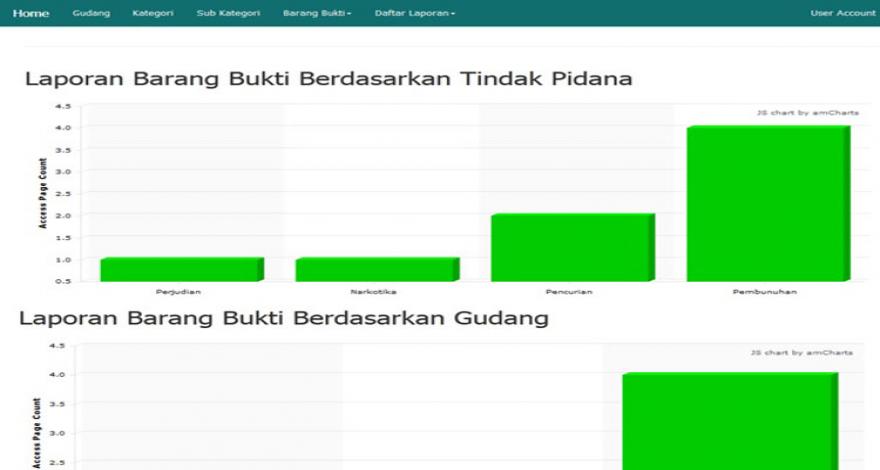 Home Gudang Kategori Sub Kategori Barang Bukti Daftar Laporan User Account
Laporan Barang Bukti Berdasarkan Tindak Pidana
JS chart by amCharts
4.5
4.0
3.5
3.0
2.5
2.0
1.5
1.0
0.5
Access Page Count
Perjudian Narkotika Pencurian Pembunuhan
Laporan Barang Bukti Berdasarkan Gudang
JS chart by amCharts
4.5
4.0
3.5
3.0
2.5
Access Page Count